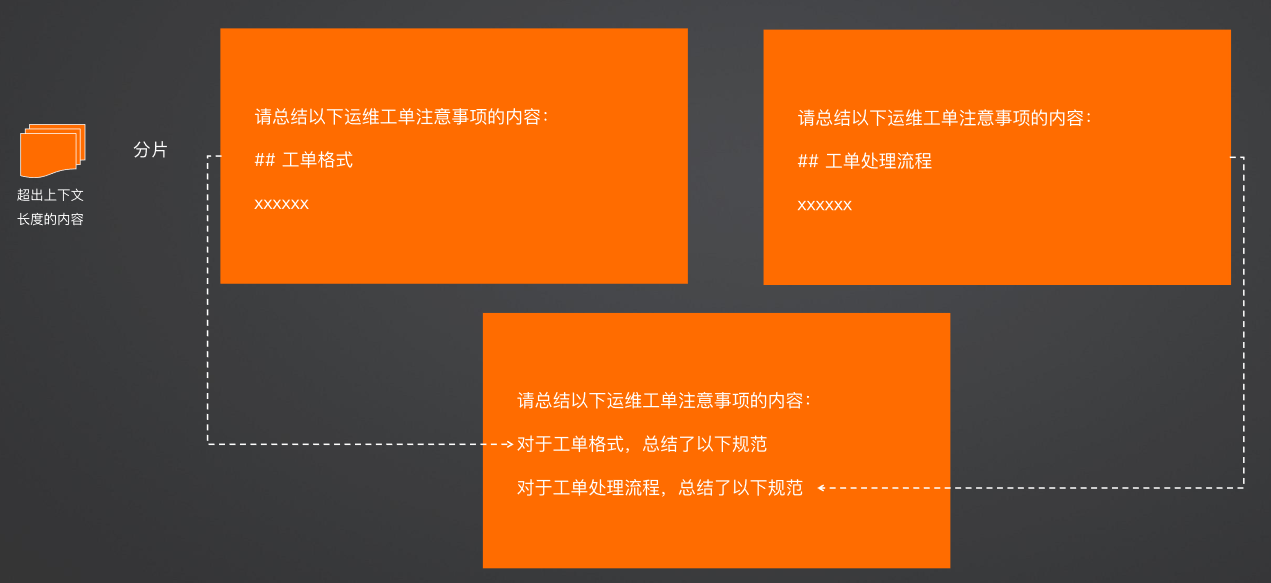 超出上下文
长度的内容
分片
请总结以下运维工单注意事项的内容：
## 工单格式
xxxxxx
请总结以下运维工单注意事项的内容：
## 工单处理流程
xxxxxx
请总结以下运维工单注意事项的内容：
对于工单格式，总结了以下规范
对于工单处理流程，总结了以下规范